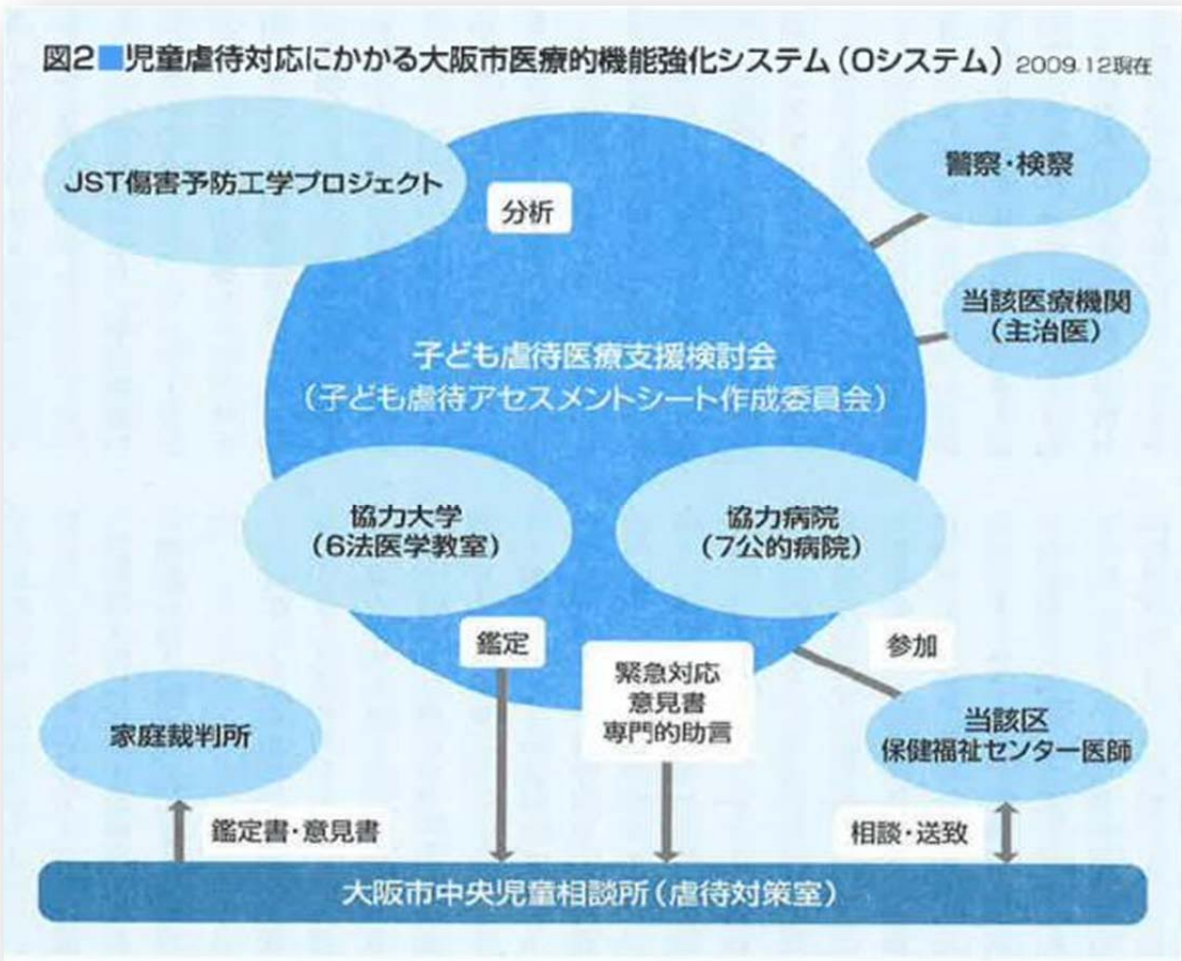 図2■児童虐待対応にかかる大阪市医療的機能強化システム（Oシステム） 2009.12現在
JST傷害予防工学プロジェクト
分析
警察・検察
当該医療機関
（主治医）
子ども虐待医療支援検討会
（子ども虐待アセスメントシート作成委員会）
協力大学
（6法医学教室）
協力病院
（7公的病院）
鑑定
緊急対応
意見書
専門的助言
参加
家庭裁判所
当該区
保健福祉センター医師
鑑定書・意見書
相談・送致
大阪市中央児童相談所（虐待対策室）